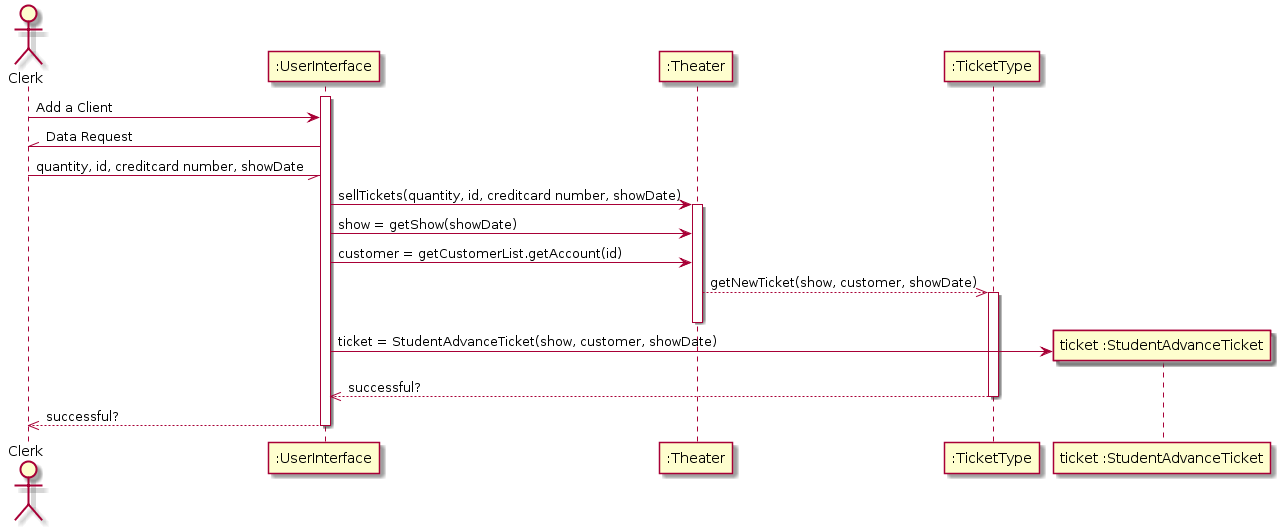 Clerk
:UserInterface
:Theater
:TicketType
Add a Client
Data Request
quantity, id, creditcard number, showDate
sellTickets(quantity, id, creditcard number, showDate)
show = getShow(showDate)
customer = getCustomerList.getAccount(id)
getNewTicket(show, customer, showDate)
ticket = StudentAdvanceTicket(show, customer, showDate)
ticket :StudentAdvanceTicket
successful?
successful?
Clerk
:UserInterface
:Theater
:TicketType
ticket :StudentAdvanceTicket